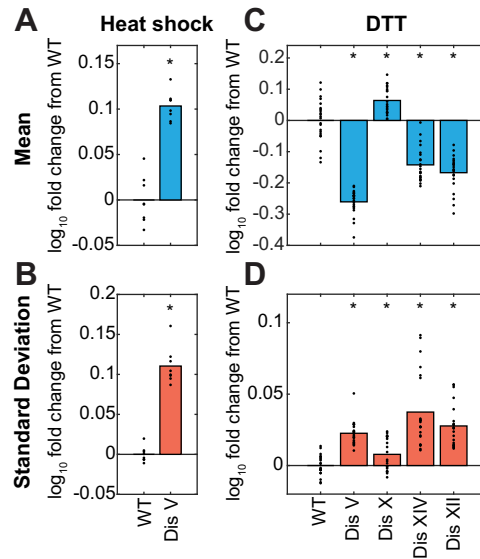 A
Heat shock
Mean
log10 fold change from WT
0.15
0.1
0.05
0
-0.05
*
B
Standard Deviation
log10 fold change from WT
0.2
0.15
0.1
0.05
0
-0.05
*
WT
Dis V
C
DTT
log10 fold change from WT
0.2
0.1
0
-0.1
-0.2
-0.3
-0.4
* * * *
D
log10 fold change from WT
0.1
0.05
0
* * * *
WT
Dis V
Dis X
Dis XIV
Dis XII